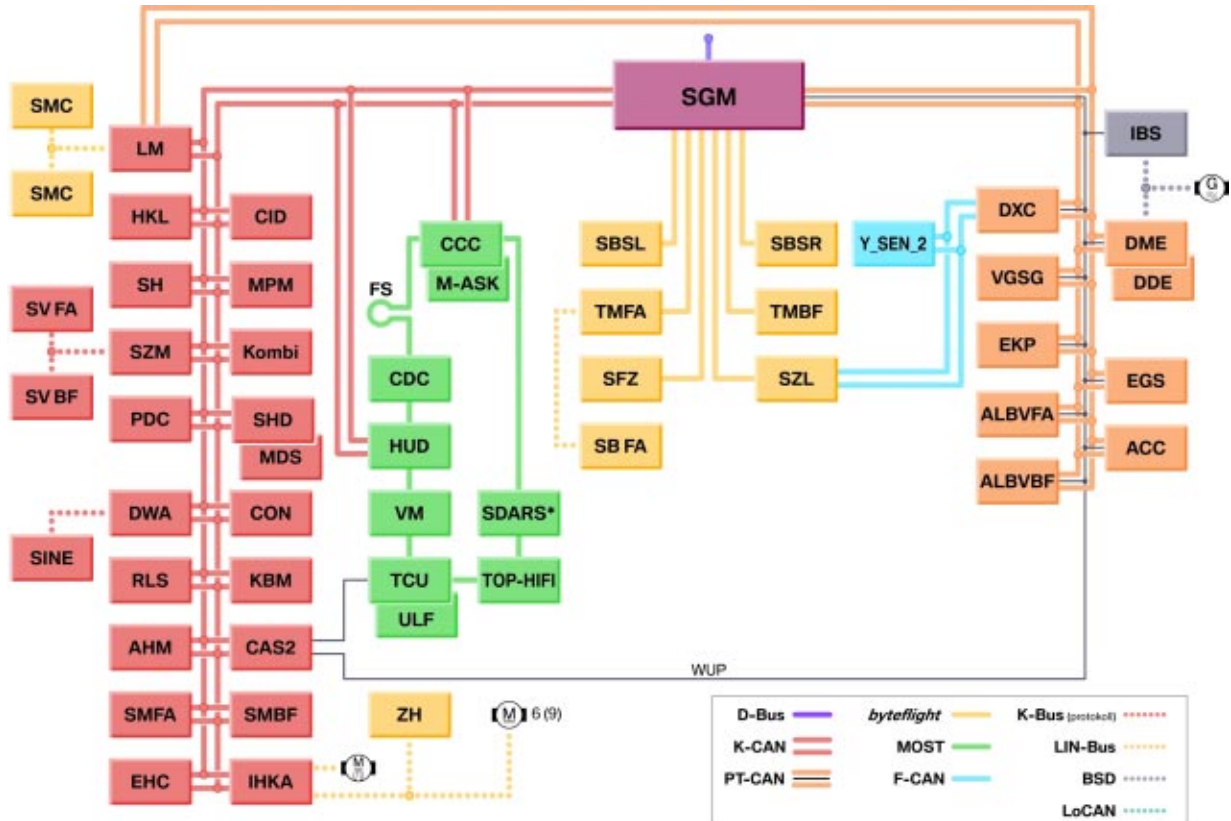 SGM
SMC
LM
IBS
SMC
G
HKL
CID
DXC
CCC
SBSL
SBSR
Y_SEN_2
DME
M-ASK
SH
MPM
VGSG
DDE
FS
SV FA
TMFA
TMBF
SZM
Kombi
EKP
CDC
SFZ
SZL
EGS
SV BF
PDC
SHD
ALBVFA
HUD
SB FA
ACC
MDS
ALBVBF
DWA
CON
VM
SDARS*
SINE
RLS
KBM
TCU
TOP-HIFI
ULF
AHM
CAS2
WUP
SMFA
SMBF
ZH
M 6 (9)
D-Bus
byteflight
K-Bus (protokoll)
K-CAN
MOST
LIN-Bus
M
EHC
IHKA
PT-CAN
F-CAN
BSD
LoCAN